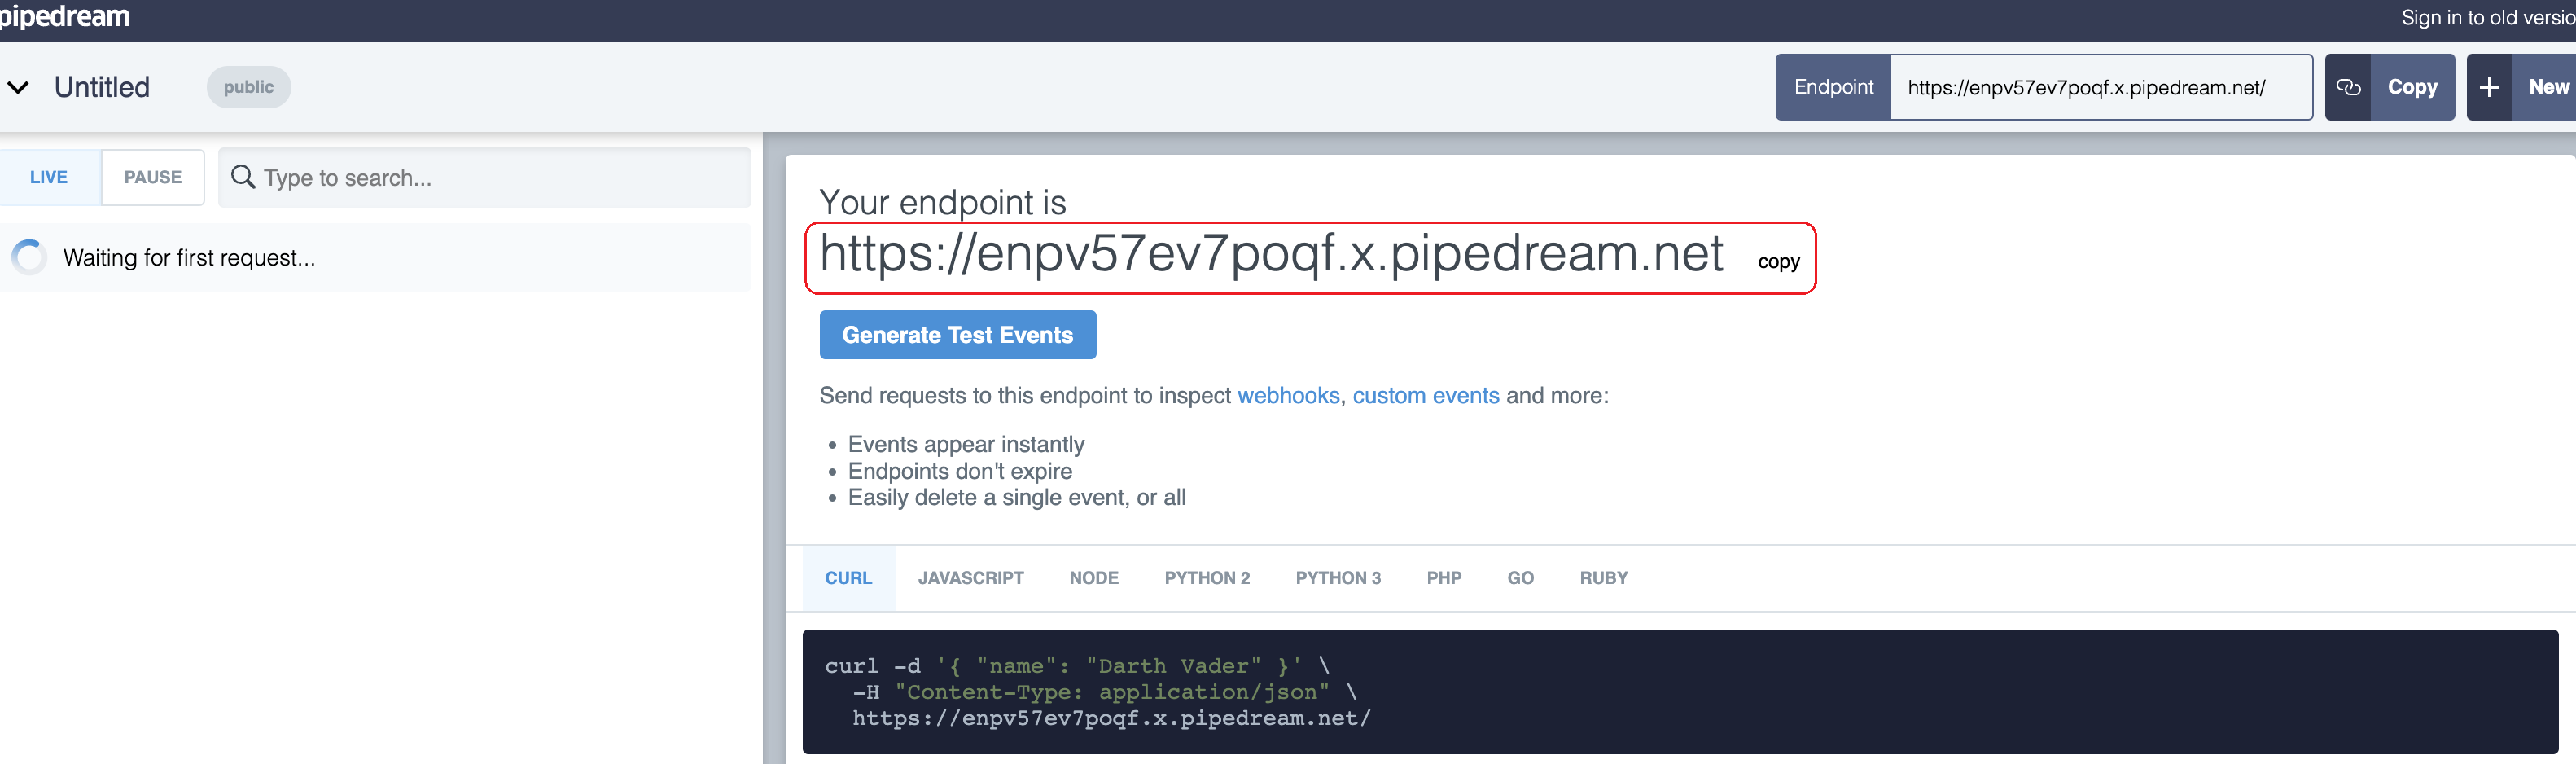 pipedream
Sign in to old versio
Untitled
public
Endpoint
https://enpv57ev7poqf.x.pipedream.net/
Copy
New
LIVE
PAUSE
Type to search...
Waiting for first request...
Your endpoint is
https://enpv57ev7poqf.x.pipedream.net
copy
Generate Test Events
Send requests to this endpoint to inspect webhooks, custom events and more:
• Events appear instantly
• Endpoints don't expire
• Easily delete a single event, or all
CURL
JAVASCRIPT
NODE
PYTHON 2
PYTHON 3
PHP
GO
RUBY
curl -d '{ "name": "Darth Vader" }' \
-H "Content-Type: application/json" \
https://enpv57ev7poqf.x.pipedream.net/